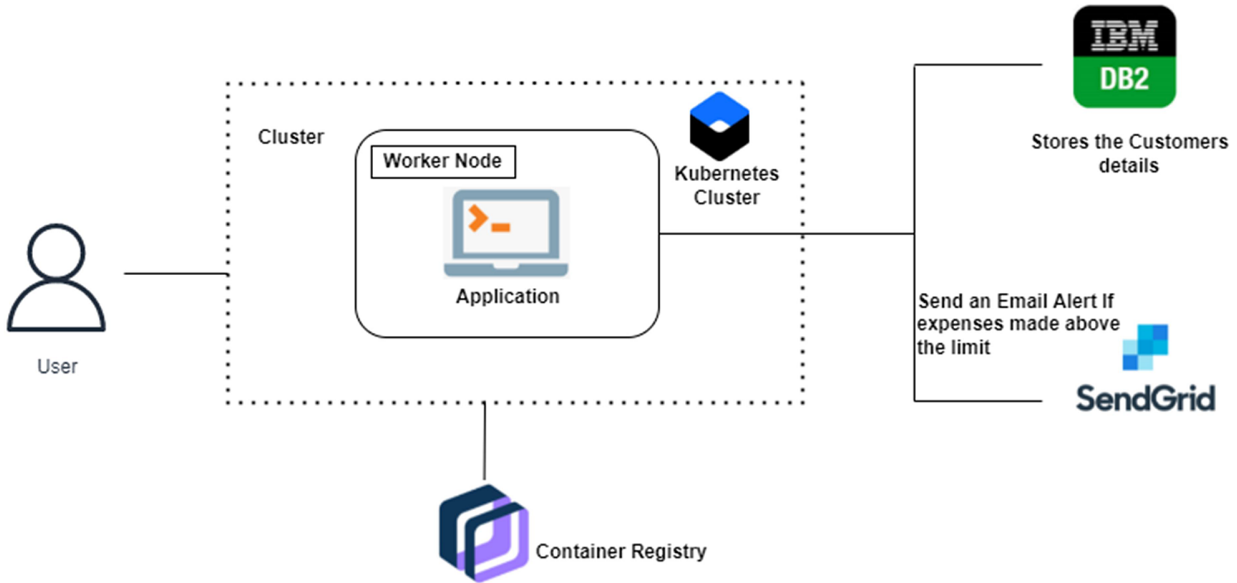 IBM
DB2
Stores the Customers
details
Cluster
Worker Node
Kubernetes
Cluster
Application
User
Send an Email Alert If
expenses made above
the limit
SendGrid
Container Registry